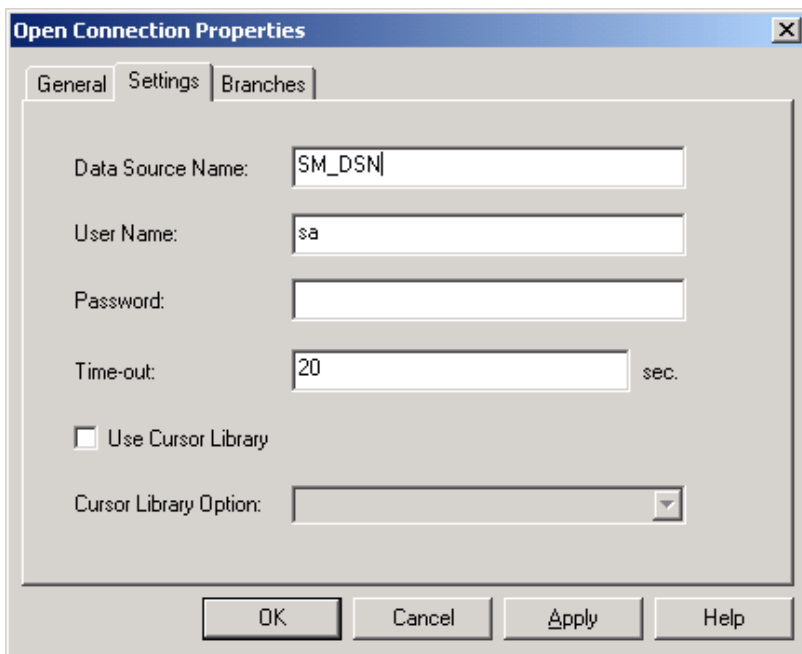 Open Connection Properties
General Settings Branches
Data Source Name: SM_DSN
User Name: sa
Password:
Time-out: 20 sec.
Use Cursor Library
Cursor Library Option:
OK Cancel Apply Help